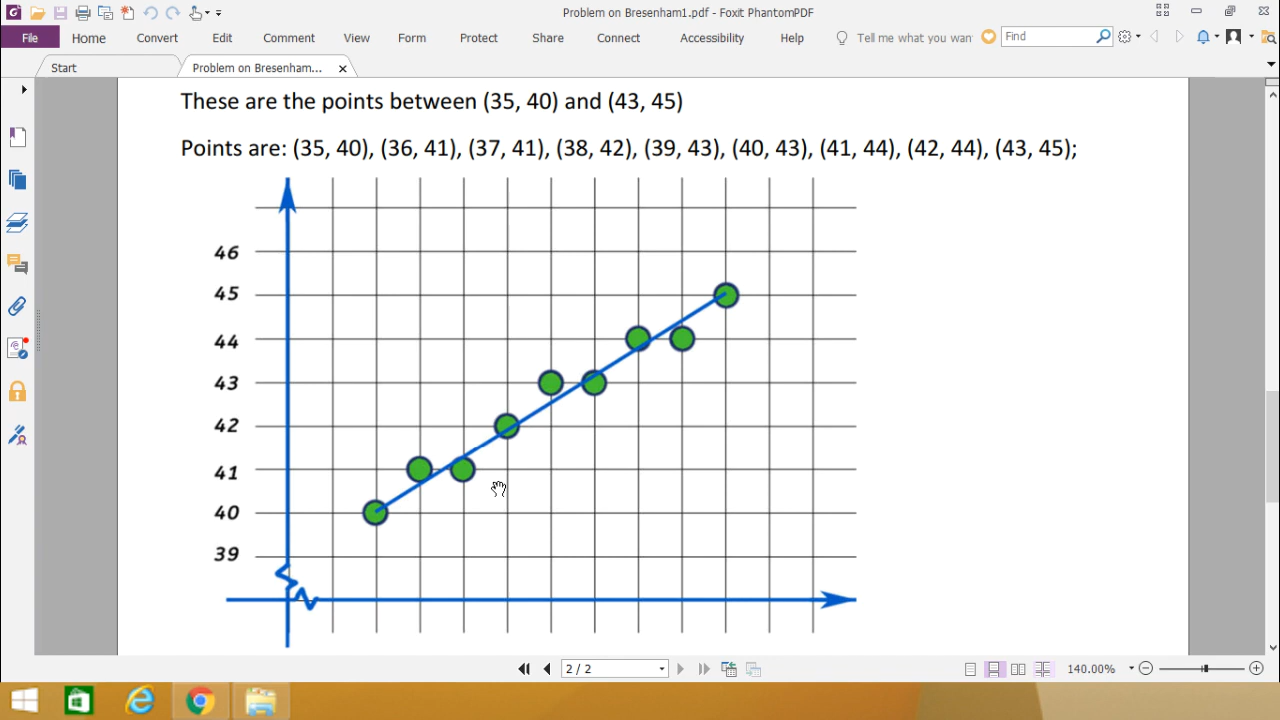 Problem on Bresenham1.pdf - Foxit PhantomPDF
File Home Convert Edit Comment View Form Protect Share Connect Accessibility Help Tell me what you want Find
Start Problem on Bresenham...
These are the points between (35, 40) and (43, 45)
Points are: (35, 40), (36, 41), (37, 41), (38, 42), (39, 43), (40, 43), (41, 44), (42, 44), (43, 45);
46
45
44
43
42
41
40
39
2 / 2 140.00%